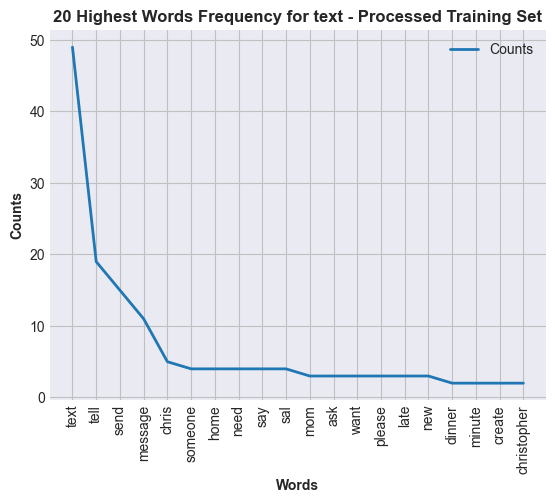 20 Highest Words Frequency for text - Processed Training Set
Counts
50
40
30
20
10
0
Counts
text
tell
send
message
chris
someone
home
need
say
sal
mom
ask
want
please
late
new
dinner
minute
create
christopher
Words